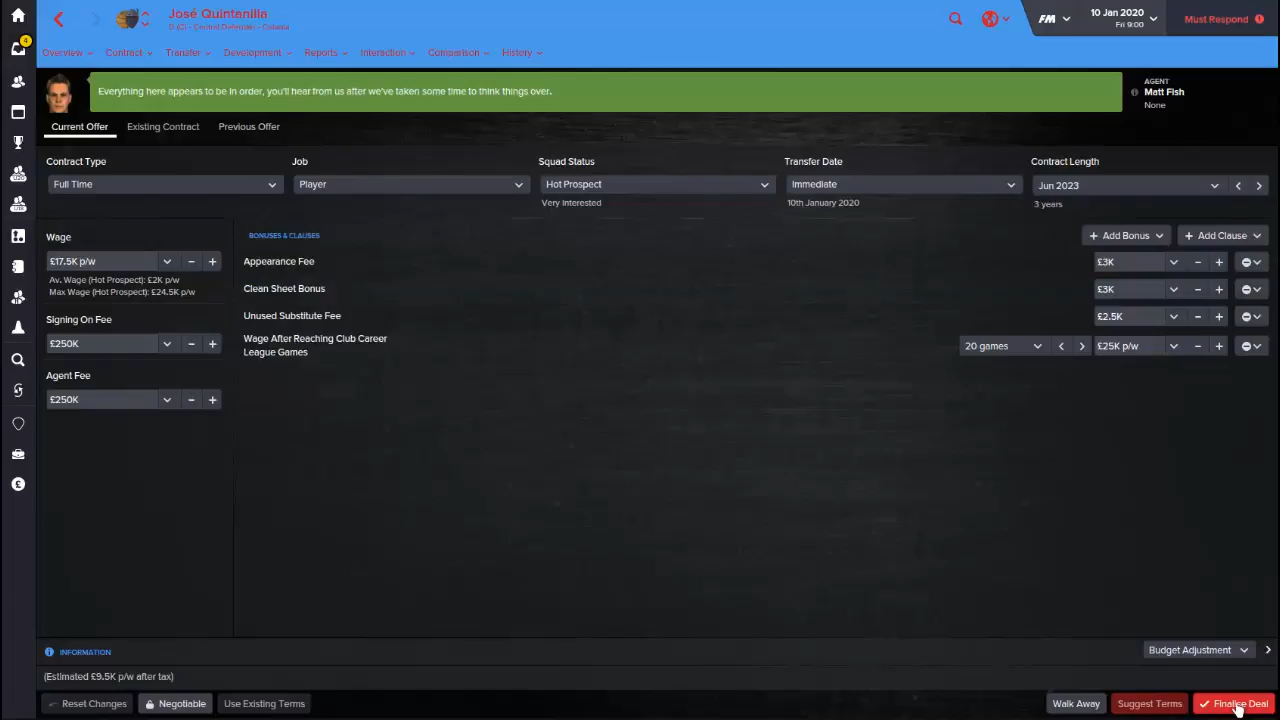 José Quintanilla
D (C) - Central Defender - Catania
FM
10 Jan 2020
Fri 9:00
Must Respond
4
Overview
Contract
Transfer
Development
Reports
Interaction
Comparison
History
Everything here appears to be in order, you'll hear from us after we've taken some time to think things over.
AGENT
Matt Fish
None
Current Offer
Existing Contract
Previous Offer
Contract Type
Job
Squad Status
Transfer Date
Contract Length
Full Time
Player
Hot Prospect
Immediate
Jun 2023
Very Interested
10th January 2020
3 years
Wage
£17.5K p/w
Av. Wage (Hot Prospect): £2K p/w
Max Wage (Hot Prospect): £24.5K p/w
Signing On Fee
£250K
Agent Fee
£250K
BONUSES & CLAUSES
+ Add Bonus
+ Add Clause
Appearance Fee
£3K
Clean Sheet Bonus
£3K
Unused Substitute Fee
£2.5K
Wage After Reaching Club Career
League Games
20 games
£25K p/w
INFORMATION
Budget Adjustment
(Estimated £9.5K p/w after tax)
Reset Changes
Negotiable
Use Existing Terms
Walk Away
Suggest Terms
Finalise Deal